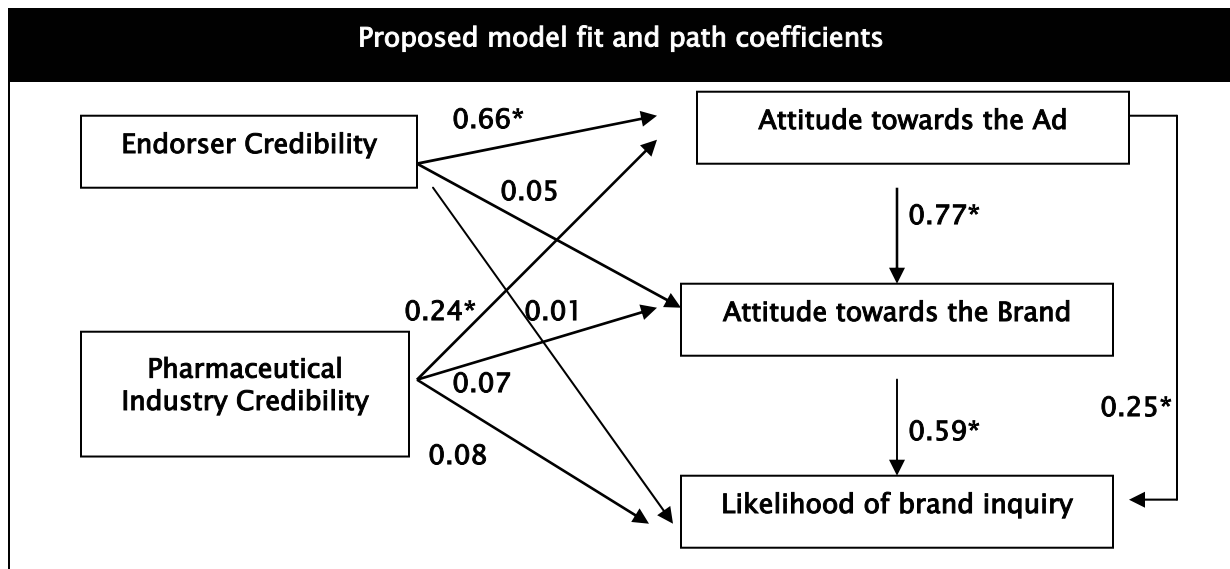 Proposed model fit and path coefficients
Endorser Credibility
0.66*
Attitude towards the Ad
0.05
0.77*
0.24*
0.01
Attitude towards the Brand
Pharmaceutical
Industry Credibility
0.07
0.25*
0.08
0.59*
Likelihood of brand inquiry